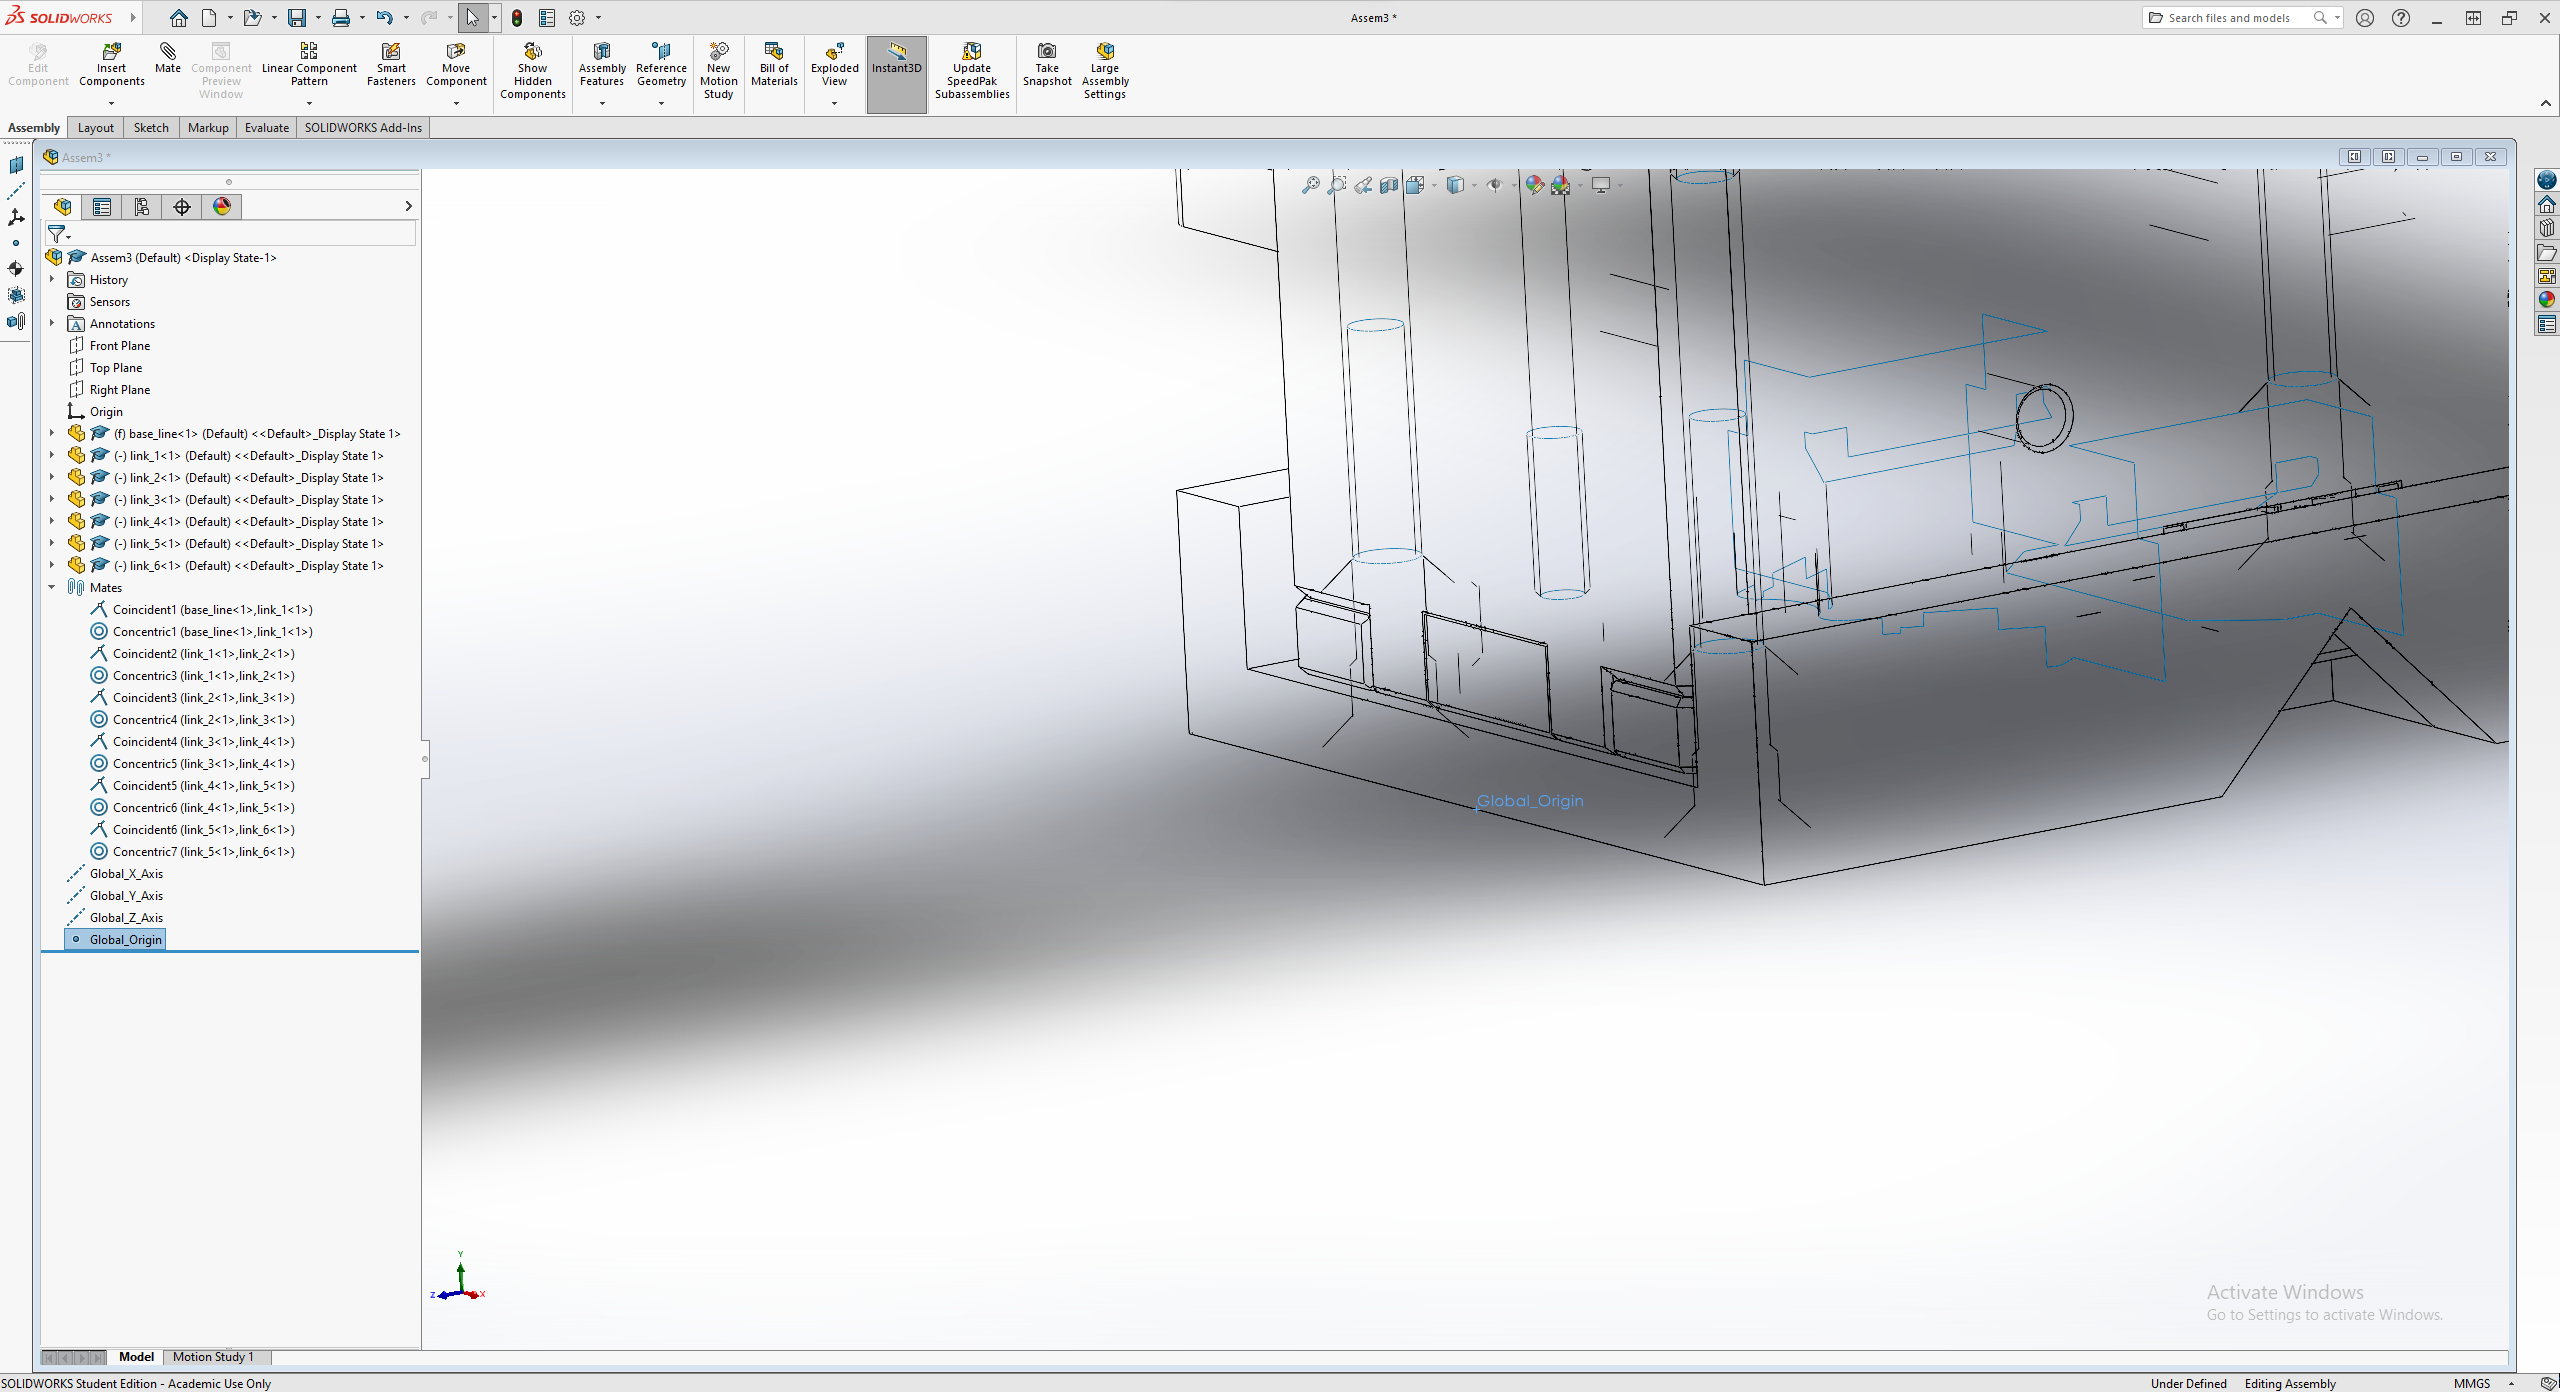 SOLIDWORKS
Assem3 *
Search files and models
Edit Component
Insert Components
Mate
Component Preview Window
Linear Component Pattern
Smart Fasteners
Move Component
Show Hidden Components
Assembly Features
Reference Geometry
New Motion Study
Bill of Materials
Exploded View
Instant3D
Update SpeedPak Subassemblies
Take Snapshot
Large Assembly Settings
Assembly
Layout
Sketch
Markup
Evaluate
SOLIDWORKS Add-Ins
Assem3 *
Assem3 (Default) <Display State-1>
History
Sensors
Annotations
Front Plane
Top Plane
Right Plane
Origin
(f) base_line<1> (Default) <<Default>_Display State 1>
(-) link_1<1> (Default) <<Default>_Display State 1>
(-) link_2<1> (Default) <<Default>_Display State 1>
(-) link_3<1> (Default) <<Default>_Display State 1>
(-) link_4<1> (Default) <<Default>_Display State 1>
(-) link_5<1> (Default) <<Default>_Display State 1>
(-) link_6<1> (Default) <<Default>_Display State 1>
Mates
Coincident1 (base_line<1>,link_1<1>)
Concentric1 (base_line<1>,link_1<1>)
Coincident2 (link_1<1>,link_2<1>)
Concentric3 (link_1<1>,link_2<1>)
Coincident3 (link_2<1>,link_3<1>)
Concentric4 (link_2<1>,link_3<1>)
Coincident4 (link_3<1>,link_4<1>)
Concentric5 (link_3<1>,link_4<1>)
Coincident5 (link_4<1>,link_5<1>)
Concentric6 (link_4<1>,link_5<1>)
Coincident6 (link_5<1>,link_6<1>)
Concentric7 (link_5<1>,link_6<1>)
Global_X_Axis
Global_Y_Axis
Global_Z_Axis
Global_Origin
Global_Origin
Y
Z
X
Activate Windows
Go to Settings to activate Windows.
Model
Motion Study 1
SOLIDWORKS Student Edition - Academic Use Only
Under Defined
Editing Assembly
MMGS